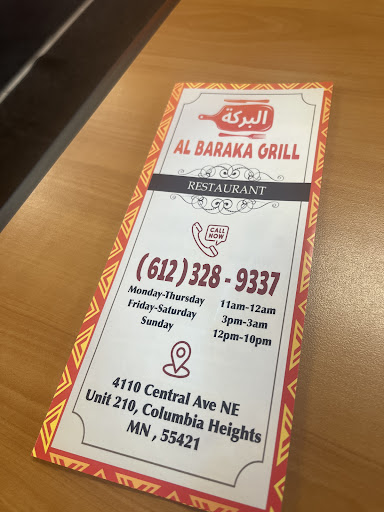 البركة
AL BARAKA GRILL
RESTAURANT
CALL
NOW
(612) 328 - 9337
Monday-Thursday 11am-12am
Friday-Saturday 3pm-3am
Sunday 12pm-10pm
4110 Central Ave NE
Unit 210, Columbia Heights
MN , 55421